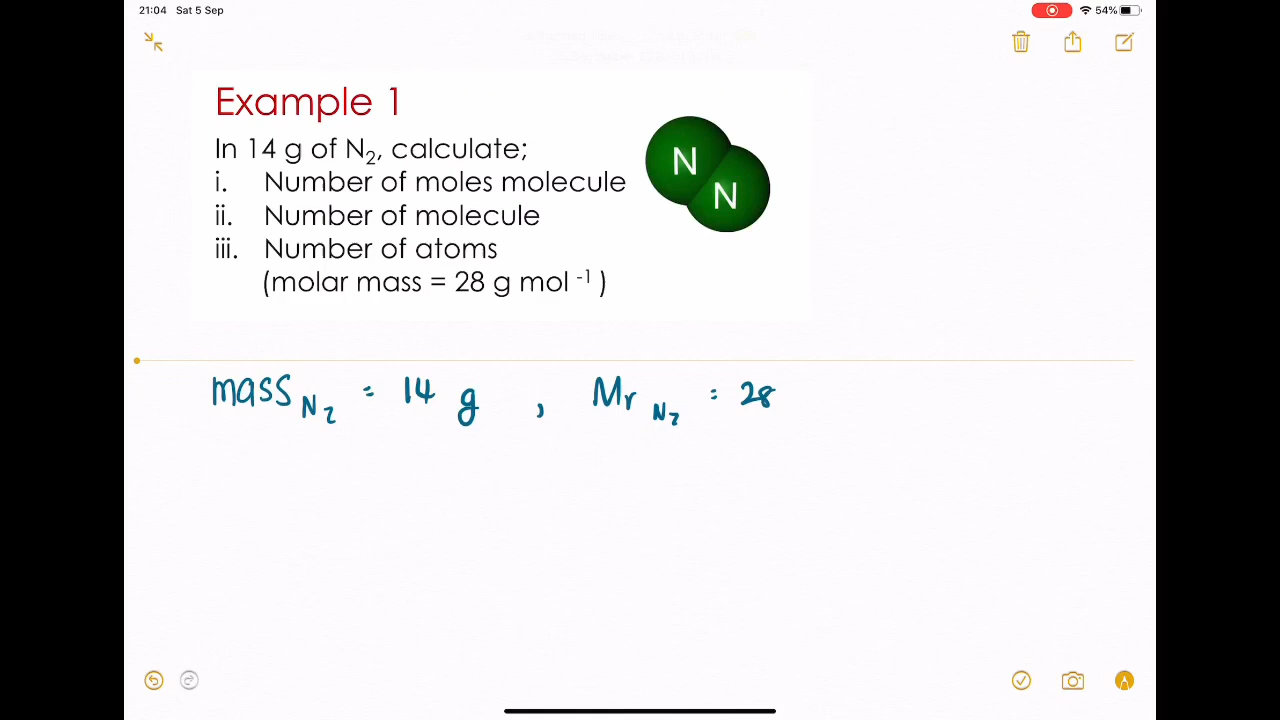 21:04 Sat 5 Sep 54%
Example 1
In 14 g of N₂, calculate;
i. Number of moles molecule
ii. Number of molecule
iii. Number of atoms
(molar mass = 28 g mol ⁻¹ )
N
N
mass N₂ = 14 g , Mr N₂ = 28